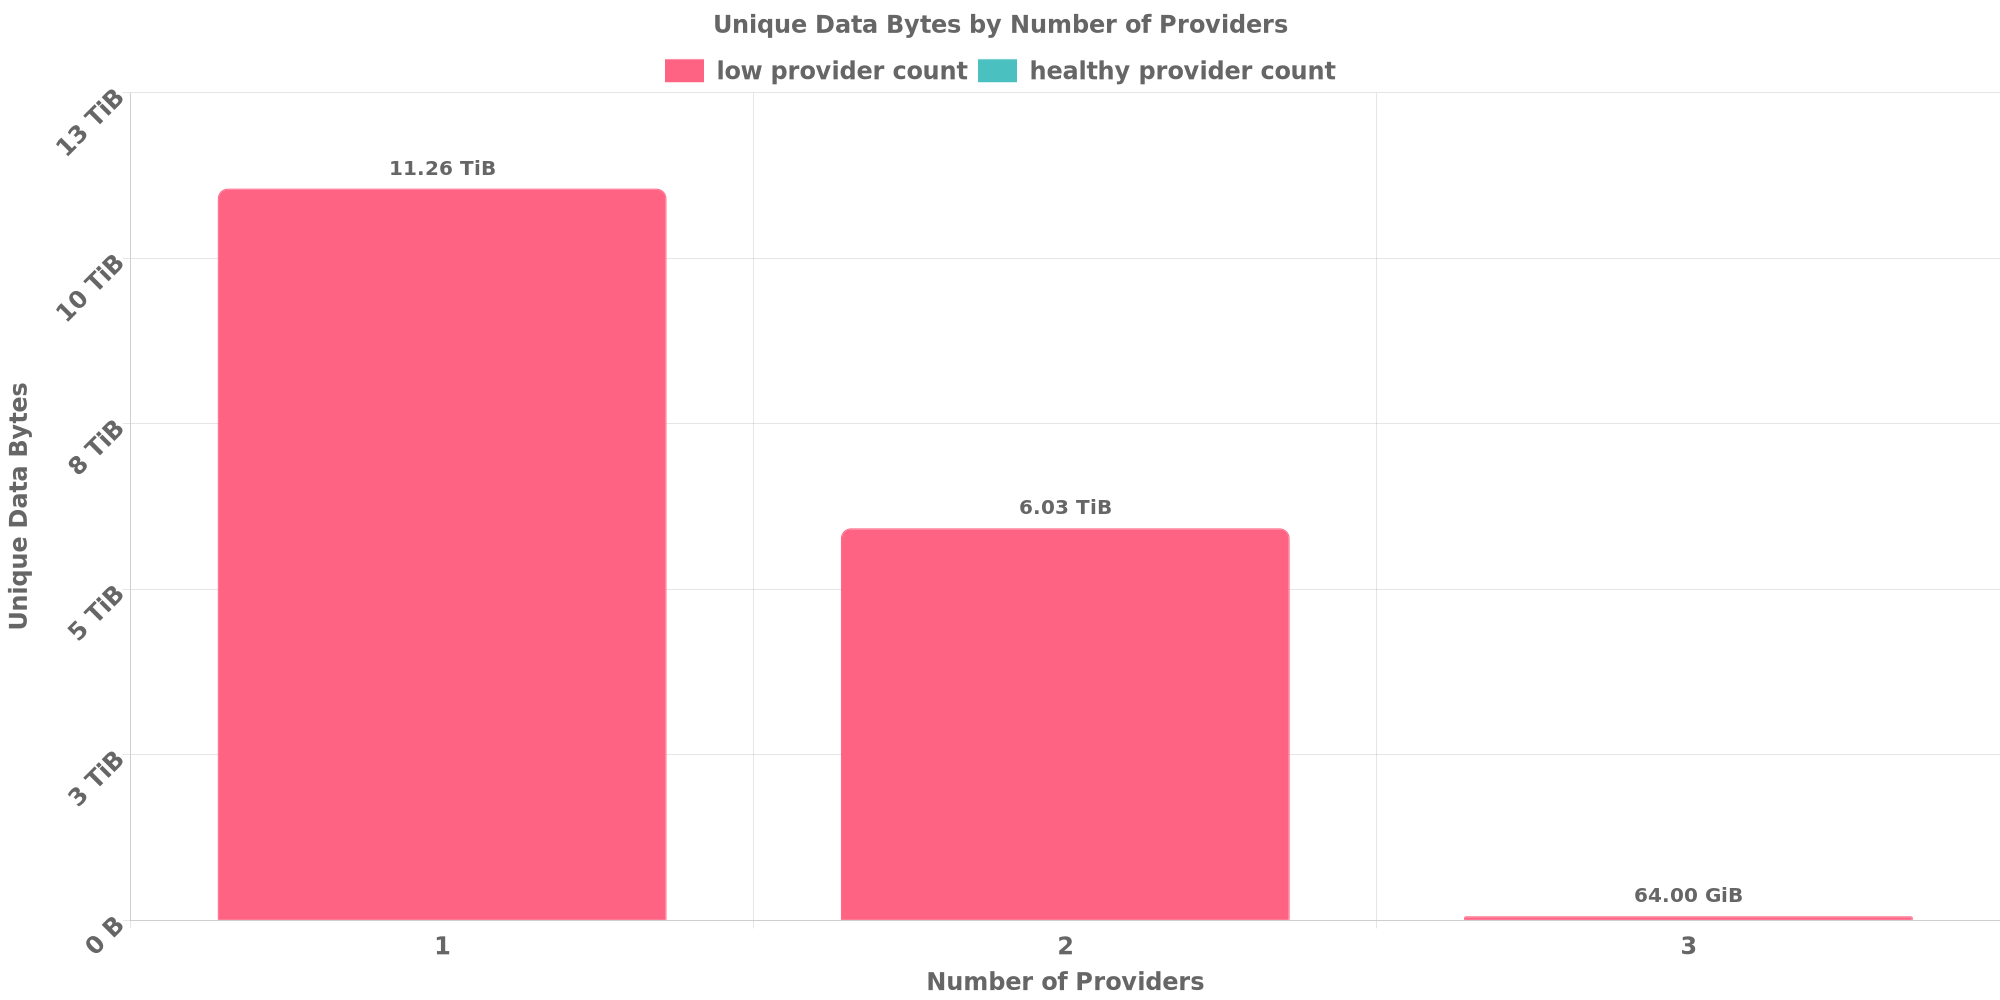 Unique Data Bytes by Number of Providers
low provider count
healthy provider count
13 TiB
10 TiB
8 TiB
5 TiB
3 TiB
0 B
Unique Data Bytes
11.26 TiB
6.03 TiB
64.00 GiB
1
2
3
Number of Providers